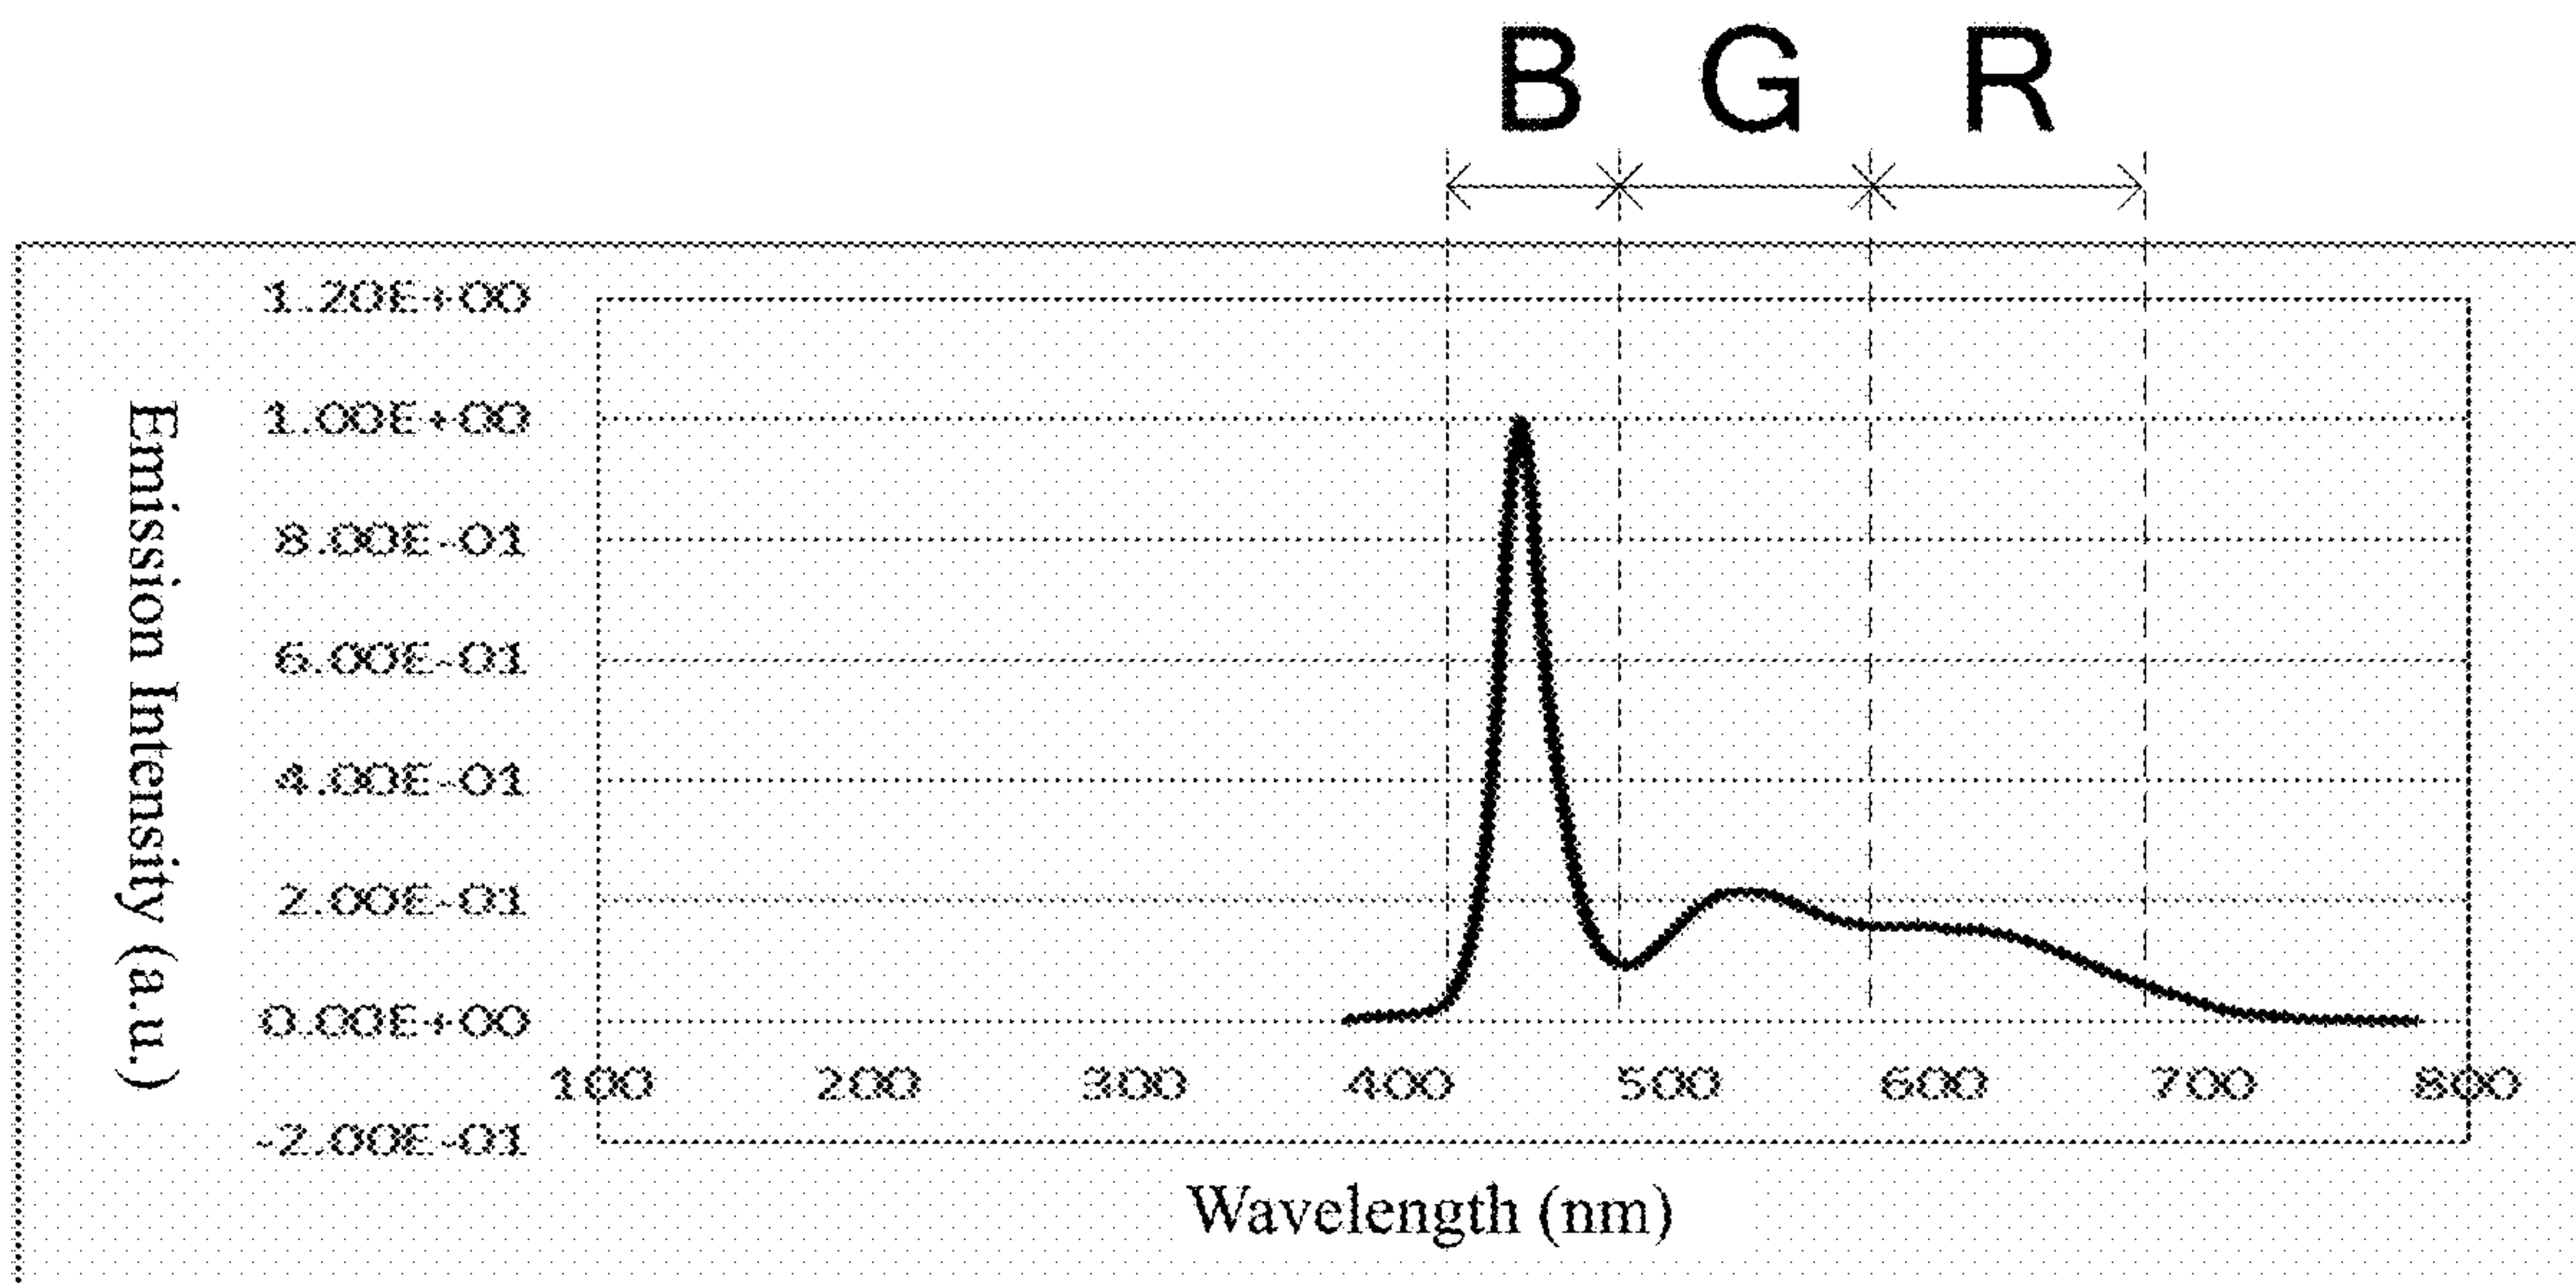 B G R
1.20E+00
1.00E+00
8.00E-01
6.00E-01
4.00E-01
2.00E-01
0.00E+00
-2.00E-01
Emission Intensity (a.u.)
100 200 300 400 500 600 700 800
Wavelength (nm)